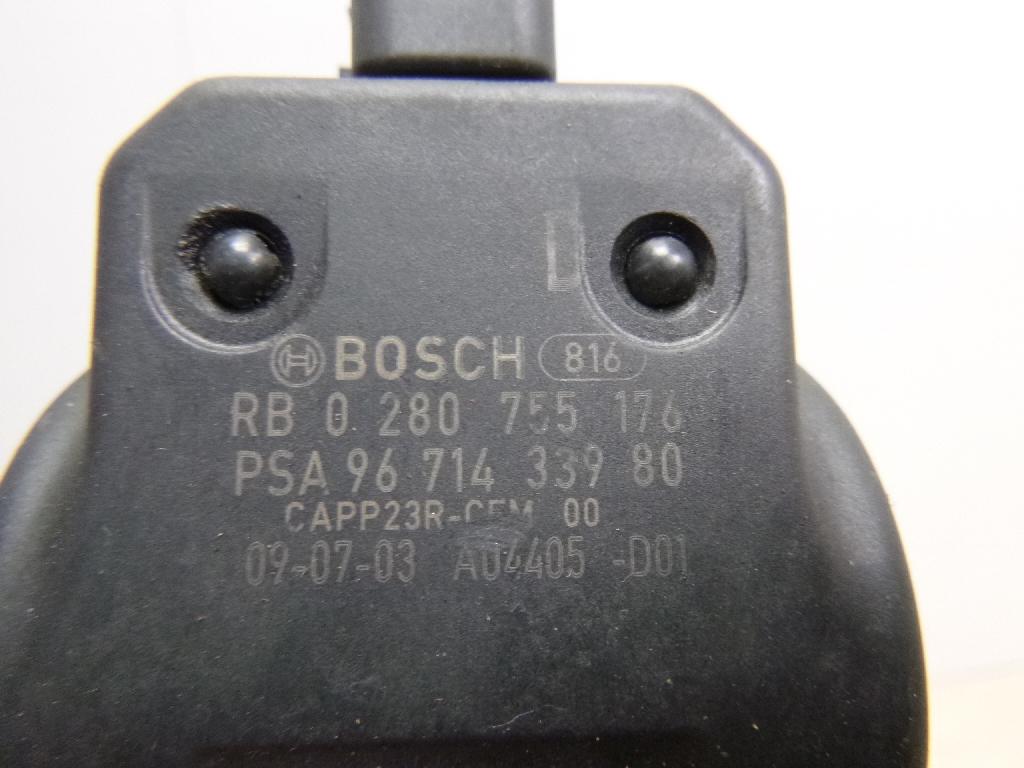 BOSCH 816
RB 0 280 755 176
PSA 96 714 339 80
CAPP23R-CEM 00
09-07-03 A04405 -D01